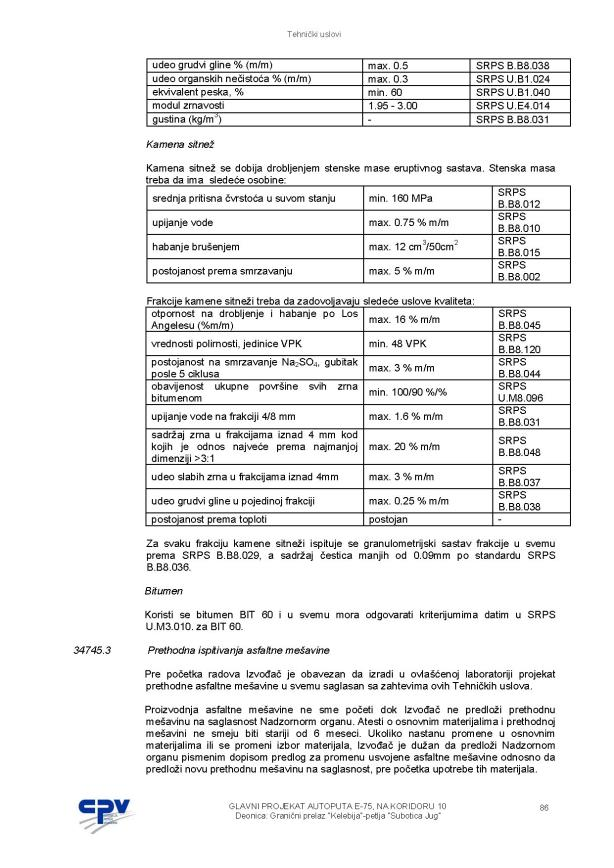 Tehnički uslovi
udeo grudvi gline % (m/m) max. 0.5 SRPS B.B8.038
udeo organskih nečistoća % (m/m) max. 0.3 SRPS U.B1.024
ekvivalent peska, % min. 60 SRPS U.B1.040
modul zrnavosti 1.95 - 3.00 SRPS U.E4.014
gustina (kg/m³) - SRPS B.B8.031
Kamena sitnež
Kamena sitnež se dobija drobljenjem stenske mase eruptivnog sastava. Stenska masa
treba da ima sledeće osobine:
srednja pritisna čvrstoća u suvom stanju min. 160 MPa SRPS
B.B8.012
upijanje vode max. 0.75 % m/m SRPS
B.B8.010
habanje brušenjem max. 12 cm³/50cm² SRPS
B.B8.015
postojanost prema smrzavanju max. 5 % m/m SRPS
B.B8.002
Frakcije kamene sitneži treba da zadovoljavaju sledeće uslove kvaliteta:
otpornost na drobljenje i habanje po Los
Angelesu (%m/m) max. 16 % m/m SRPS
B.B8.045
vrednosti polirnosti, jedinice VPK min. 48 VPK SRPS
B.B8.120
postojanost na smrzavanje Na₂SO₄, gubitak
posle 5 ciklusa max. 3 % m/m SRPS
B.B8.044
obavijenost ukupne površine svih zrna
bitumenom min. 100/90 %/% SRPS
U.M8.096
upijanje vode na frakciji 4/8 mm max. 1.6 % m/m SRPS
B.B8.031
sadržaj zrna u frakcijama iznad 4 mm kod
kojih je odnos najveće prema najmanjoj
dimenziji >3:1 max. 20 % m/m SRPS
B.B8.048
udeo slabih zrna u frakcijama iznad 4mm max. 3 % m/m SRPS
B.B8.037
udeo grudvi gline u pojedinoj frakciji max. 0.25 % m/m SRPS
B.B8.038
postojanost prema toploti postojan -
Za svaku frakciju kamene sitneži ispituje se granulometrijski sastav frakcije u svemu
prema SRPS B.B8.029, a sadržaj čestica manjih od 0.09mm po standardu SRPS
B.B8.036.
Bitumen
Koristi se bitumen BIT 60 i u svemu mora odgovarati kriterijumima datim u SRPS
U.M3.010. za BIT 60.
34745.3 Prethodna ispitivanja asfaltne mešavine
Pre početka radova Izvođač je obavezan da izradi u ovlašćenoj laboratoriji projekat
prethodne asfaltne mešavine u svemu saglasan sa zahtevima ovih Tehničkih uslova.
Proizvodnja asfaltne mešavine ne sme početi dok Izvođač ne predloži prethodnu
mešavinu na saglasnost Nadzornorm organu. Atesti o osnovnim materijalima i prethodnoj
mešavini ne smeju biti stariji od 6 meseci. Ukoliko nastanu promene u osnovnim
materijalima ili se promeni izbor materijala, Izvođač je dužan da predloži Nadzornom
organu pismenim dopisom predlog za promenu usvojene asfaltne mešavine odnosno da
predloži novu prethodnu mešavinu na saglasnost, pre početka upotrebe tih materijala.
CPV
GLAVNI PROJEKAT AUTOPUTA E-75, NA KORIDORU 10 86
Deonica: Granični prelaz "Kelebija"-petlja "Subotica Jug"